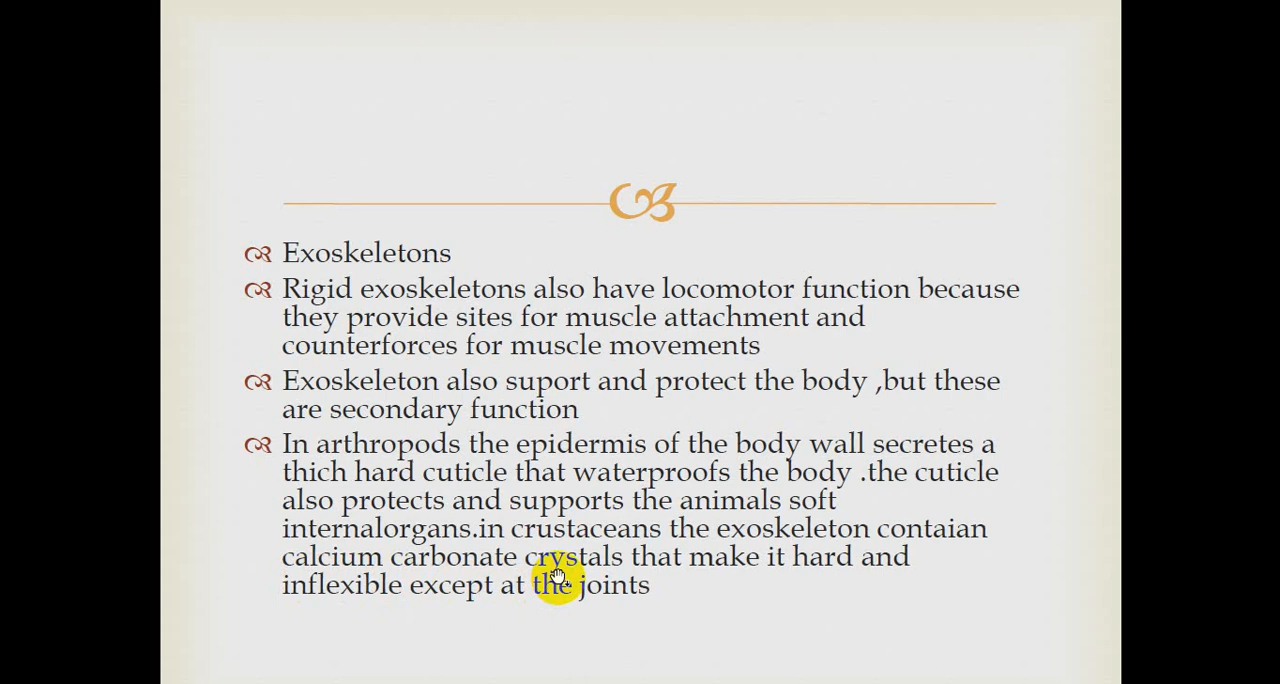 Exoskeletons
Rigid exoskeletons also have locomotor function because
they provide sites for muscle attachment and
counterforces for muscle movements
Exoskeleton also suport and protect the body ,but these
are secondary function
In arthropods the epidermis of the body wall secretes a
thich hard cuticle that waterproofs the body .the cuticle
also protects and supports the animals soft
internalorgans.in crustaceans the exoskeleton contaian
calcium carbonate crystals that make it hard and
inflexible except at the joints